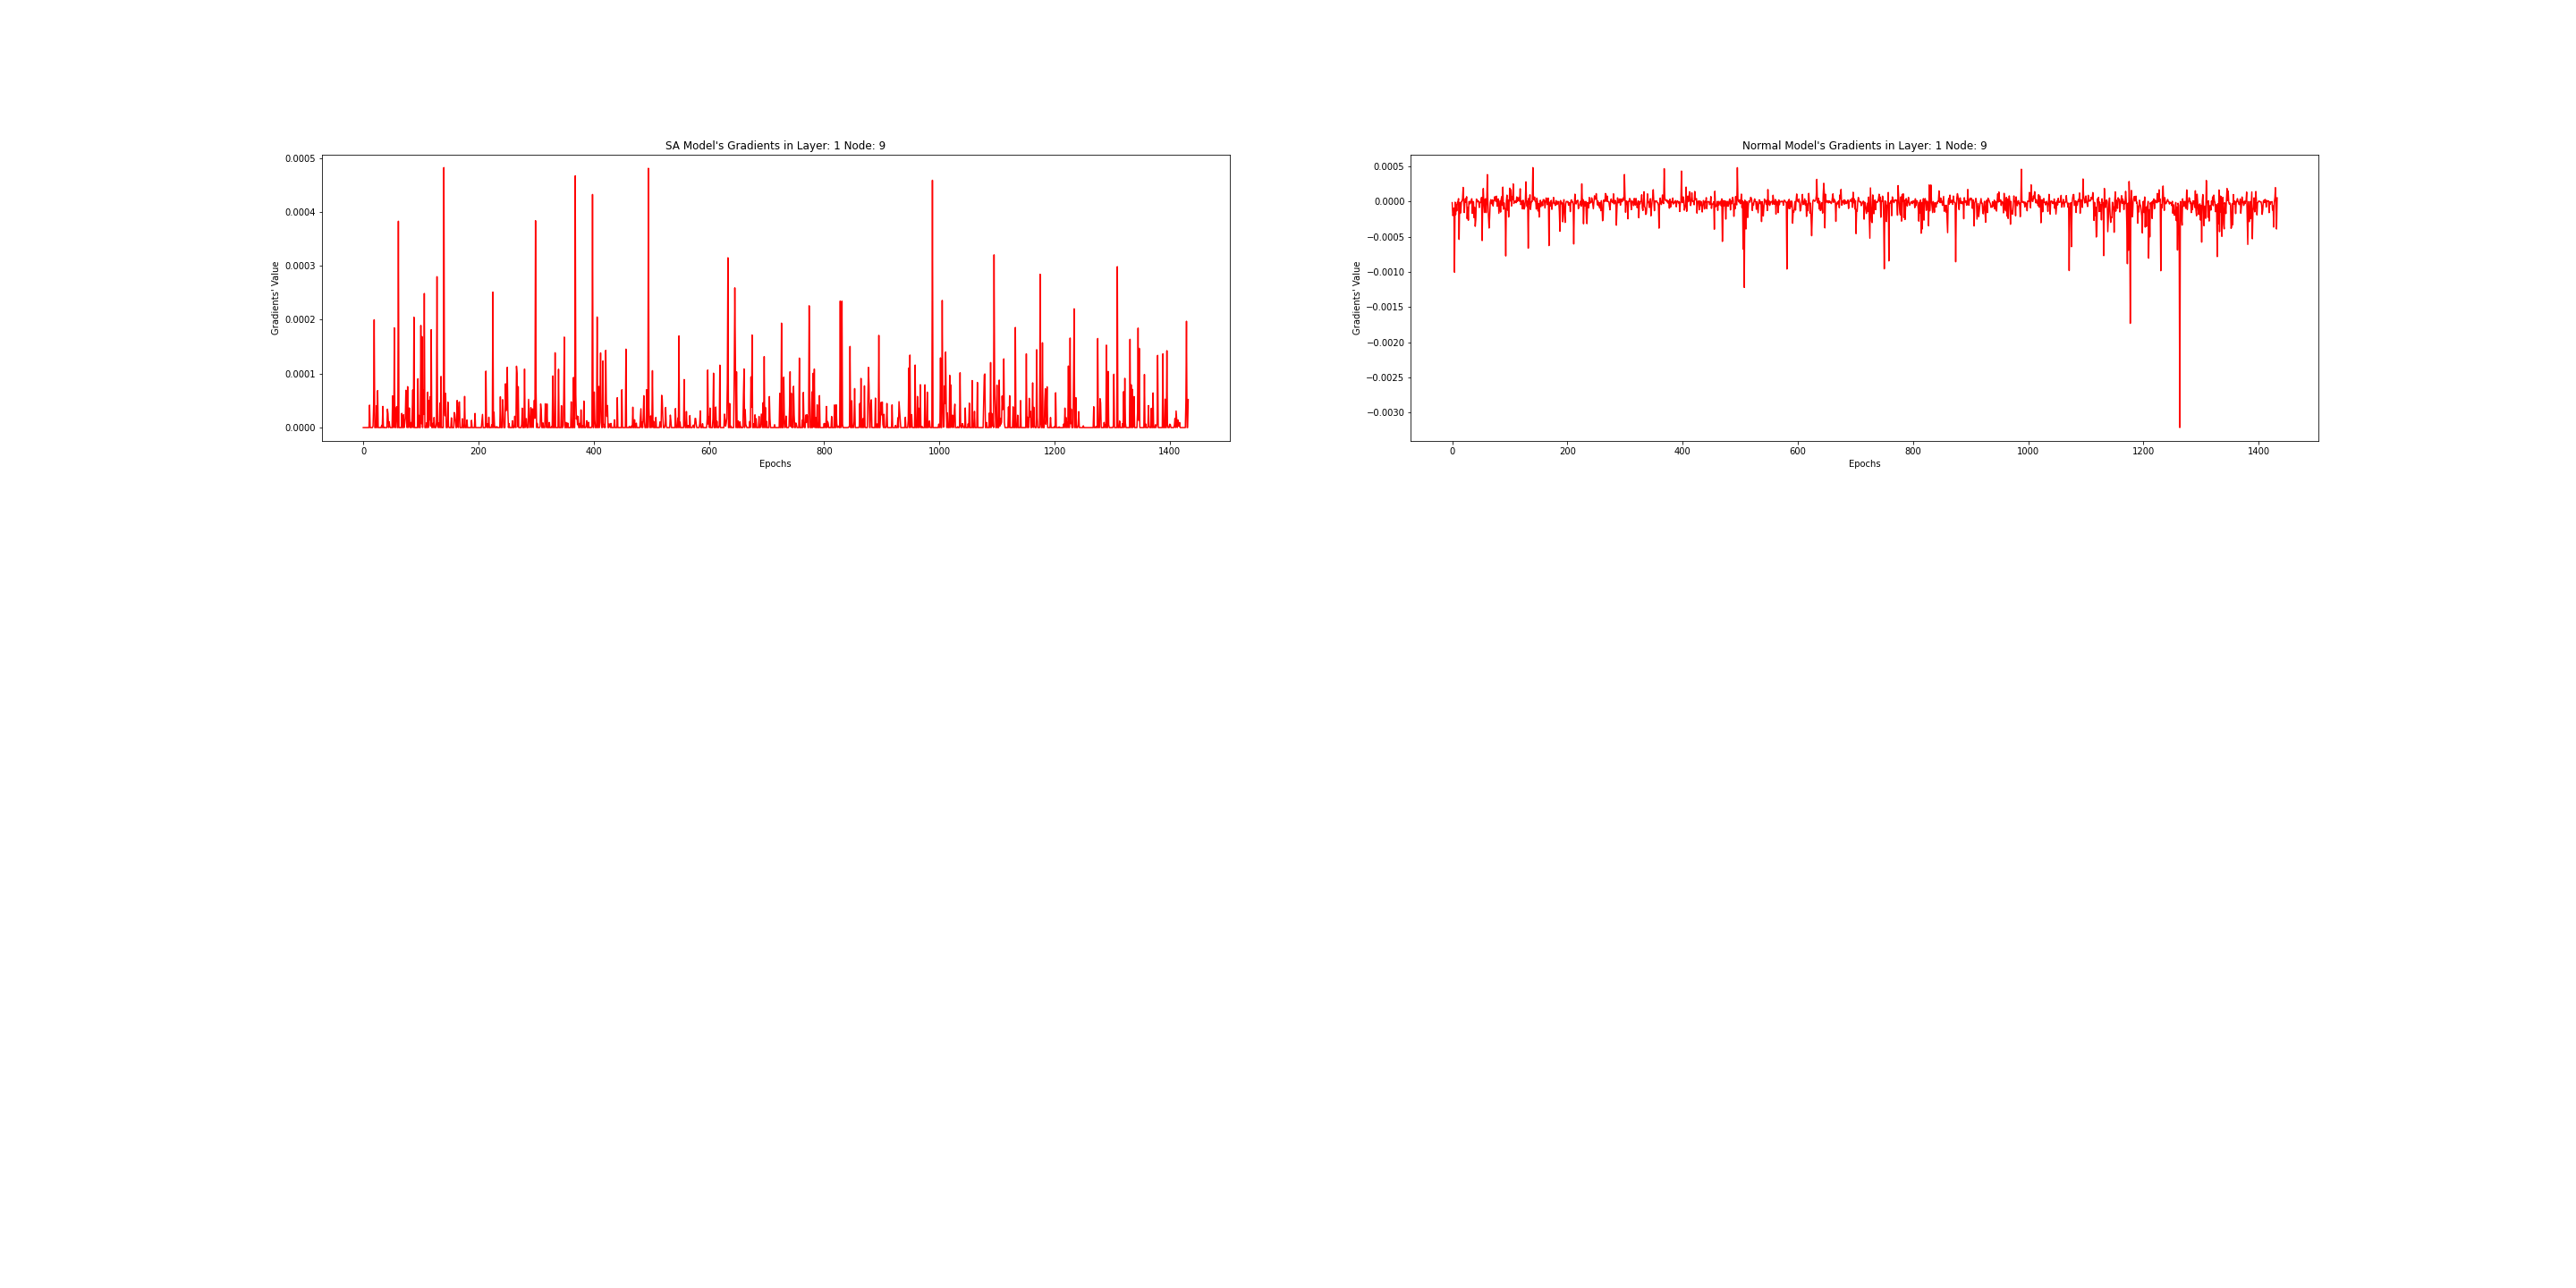 SA Model's Gradients in Layer: 1 Node: 9
Gradients' Value
0.0005
0.0004
0.0003
0.0002
0.0001
0.0000
0 200 400 600 800 1000 1200 1400
Epochs
Normal Model's Gradients in Layer: 1 Node: 9
Gradients' Value
0.0005
0.0000
−0.0005
−0.0010
−0.0015
−0.0020
−0.0025
−0.0030
0 200 400 600 800 1000 1200 1400
Epochs